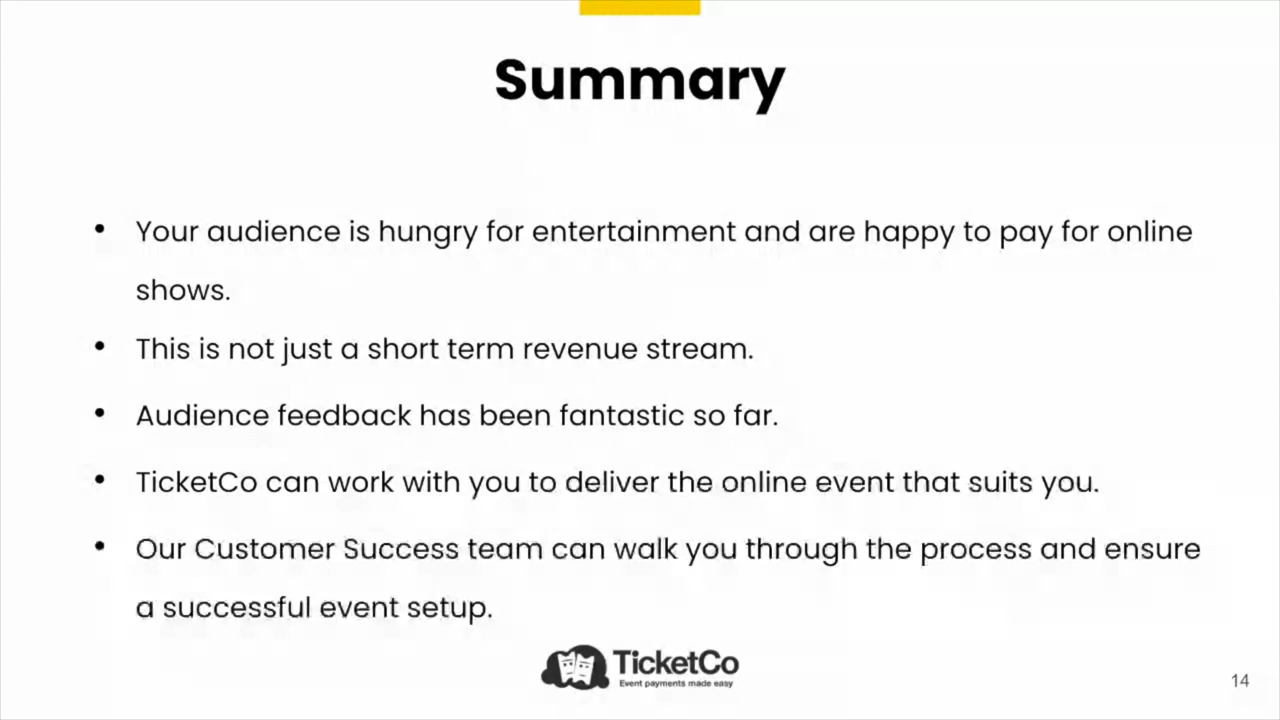 Summary
• Your audience is hungry for entertainment and are happy to pay for online
shows.
• This is not just a short term revenue stream.
• Audience feedback has been fantastic so far.
• TicketCo can work with you to deliver the online event that suits you.
• Our Customer Success team can walk you through the process and ensure
a successful event setup.
TicketCo
Event payments made easy
14